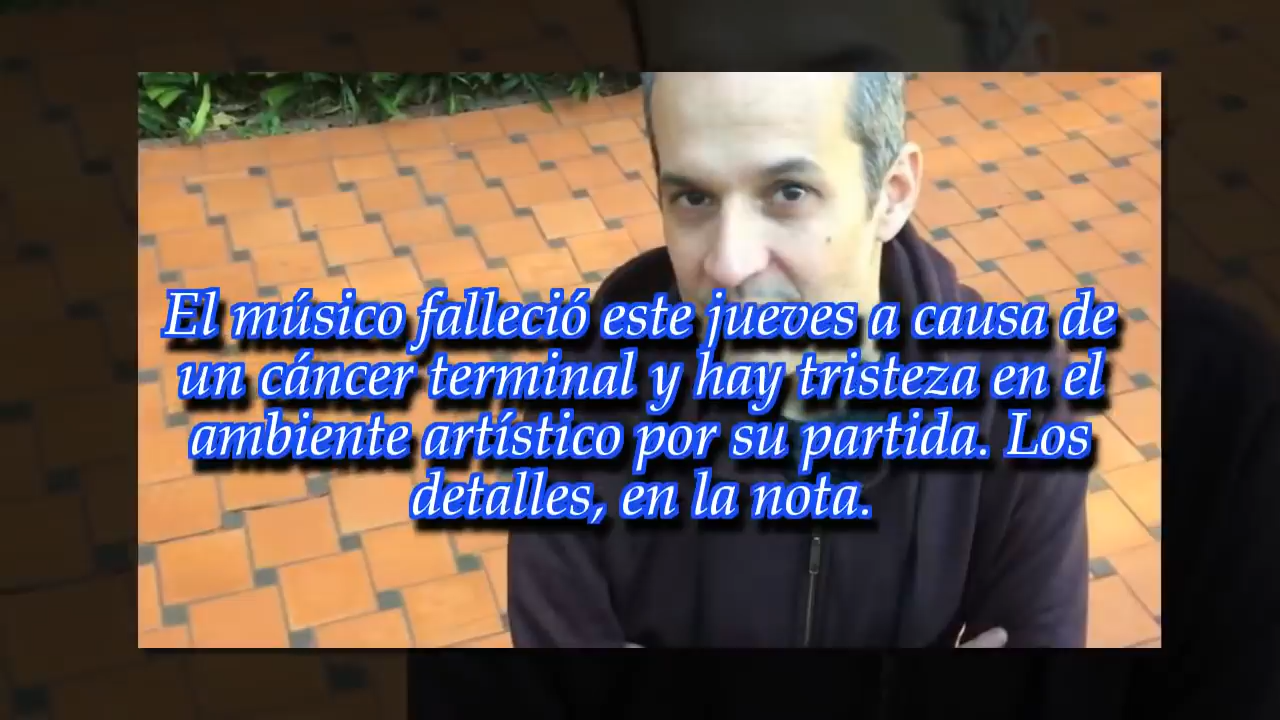 El músico falleció este jueves a causa de
un cáncer terminal y hay tristeza en el
ambiente artístico por su partida. Los
detalles, en la nota.